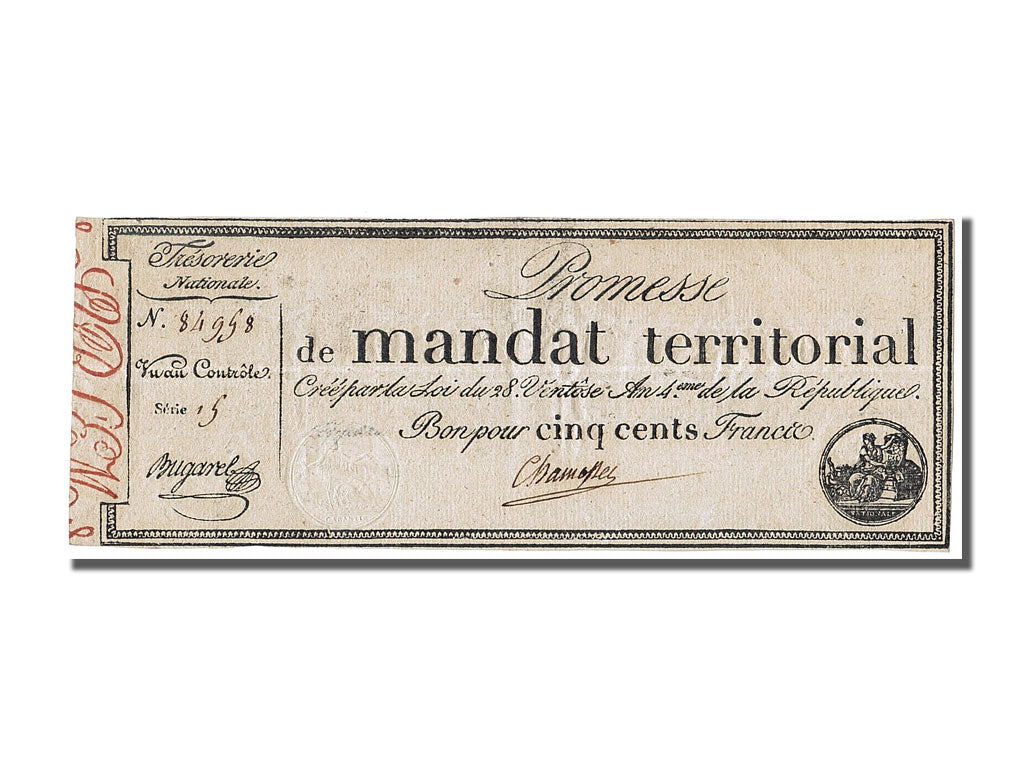 Trésorerie
Nationale.
N. 84958
Vu au Contrôle.
Série 15
Bugarel
Promesse
de mandat territorial
Créé par la Loi du 28. Ventôse An 4.eme de la République.
Bon pour cinq cents Francs.
NATIONALE